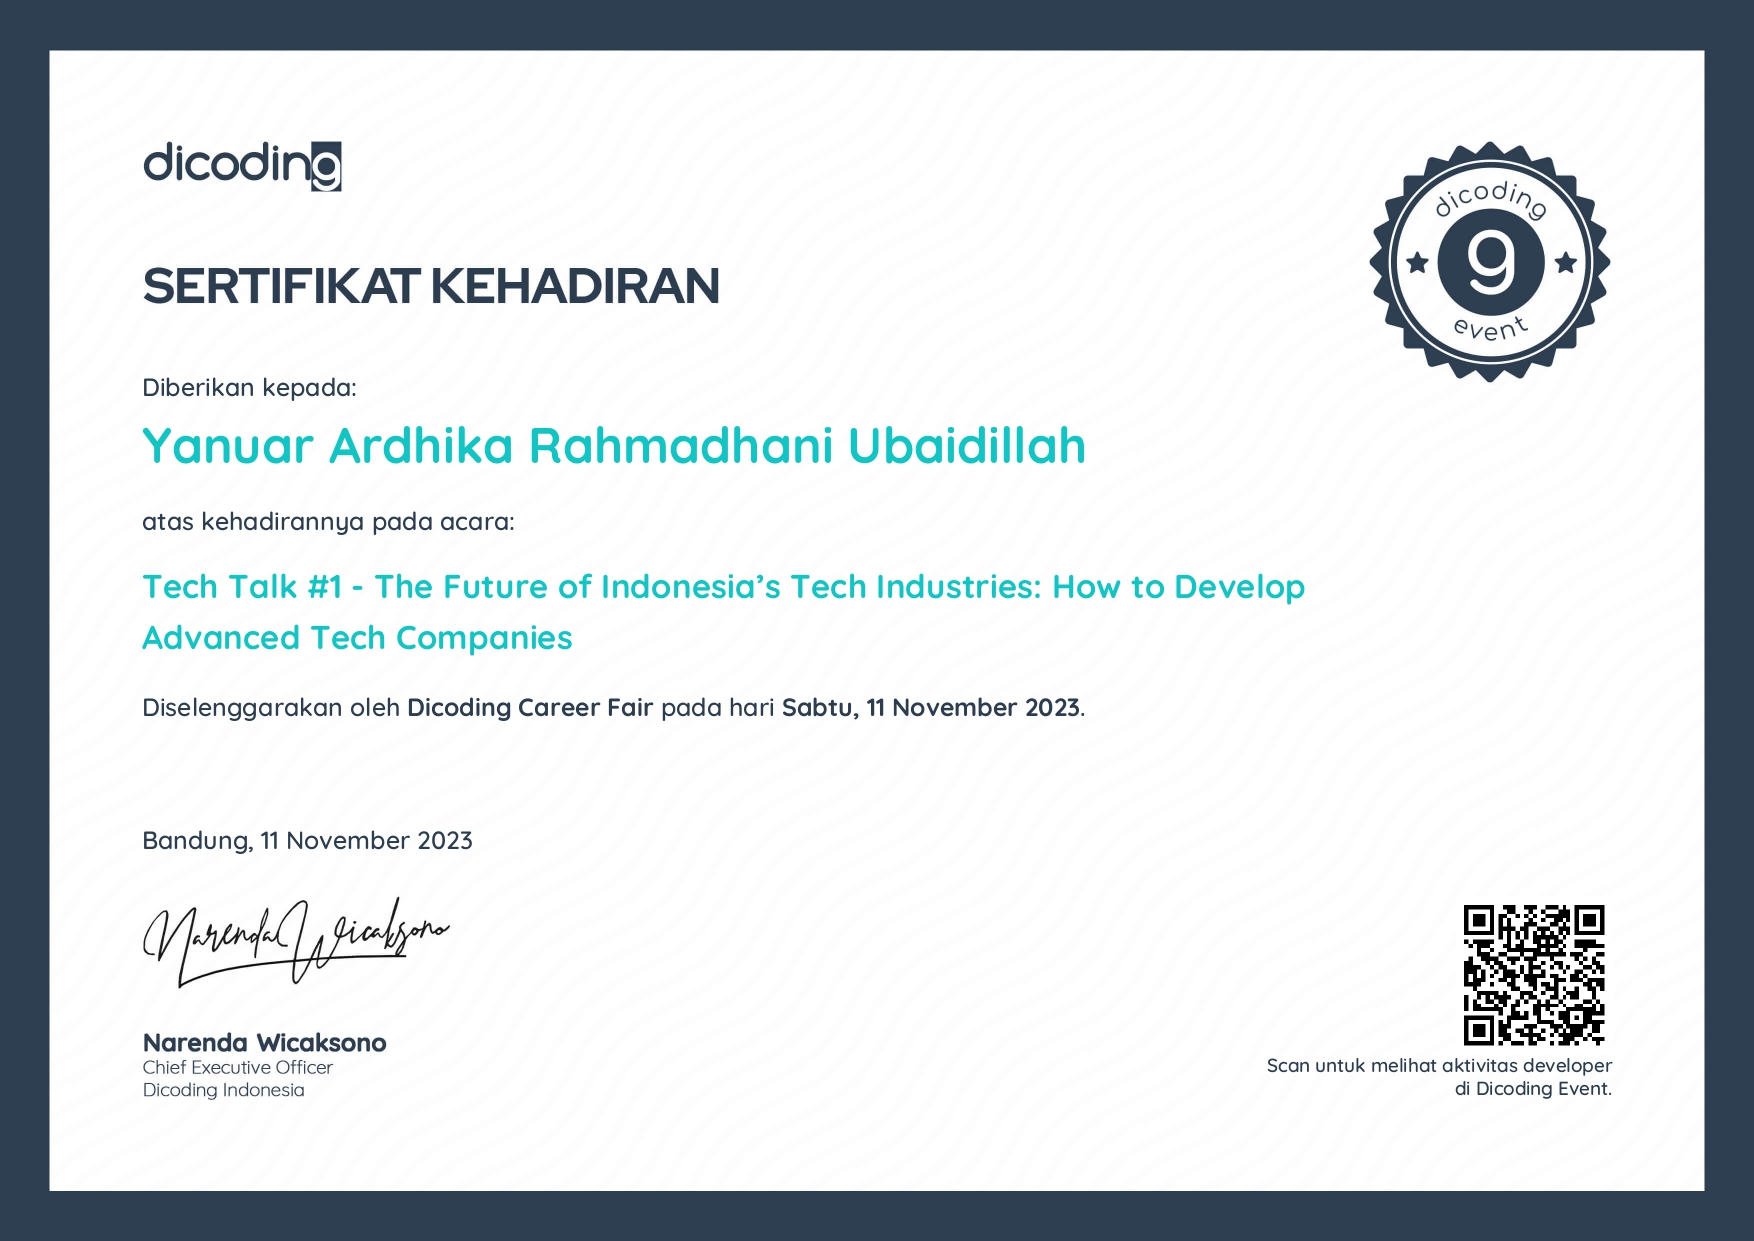 dicoding
dicoding
g
event
SERTIFIKAT KEHADIRAN
Diberikan kepada:
Yanuar Ardhika Rahmadhani Ubaidillah
atas kehadirannya pada acara:
Tech Talk #1 - The Future of Indonesia’s Tech Industries: How to Develop
Advanced Tech Companies
Diselenggarakan oleh Dicoding Career Fair pada hari Sabtu, 11 November 2023.
Bandung, 11 November 2023
Narenda Wicaksono
Narenda Wicaksono
Chief Executive Officer
Dicoding Indonesia
Scan untuk melihat aktivitas developer
di Dicoding Event.